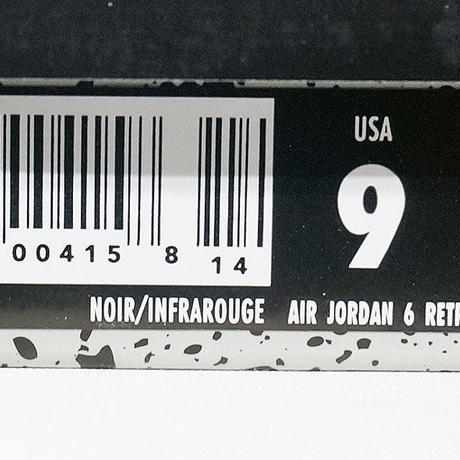 USA
9
00415 8 14
NOIR/INFRAROUGE AIR JORDAN 6 RETR